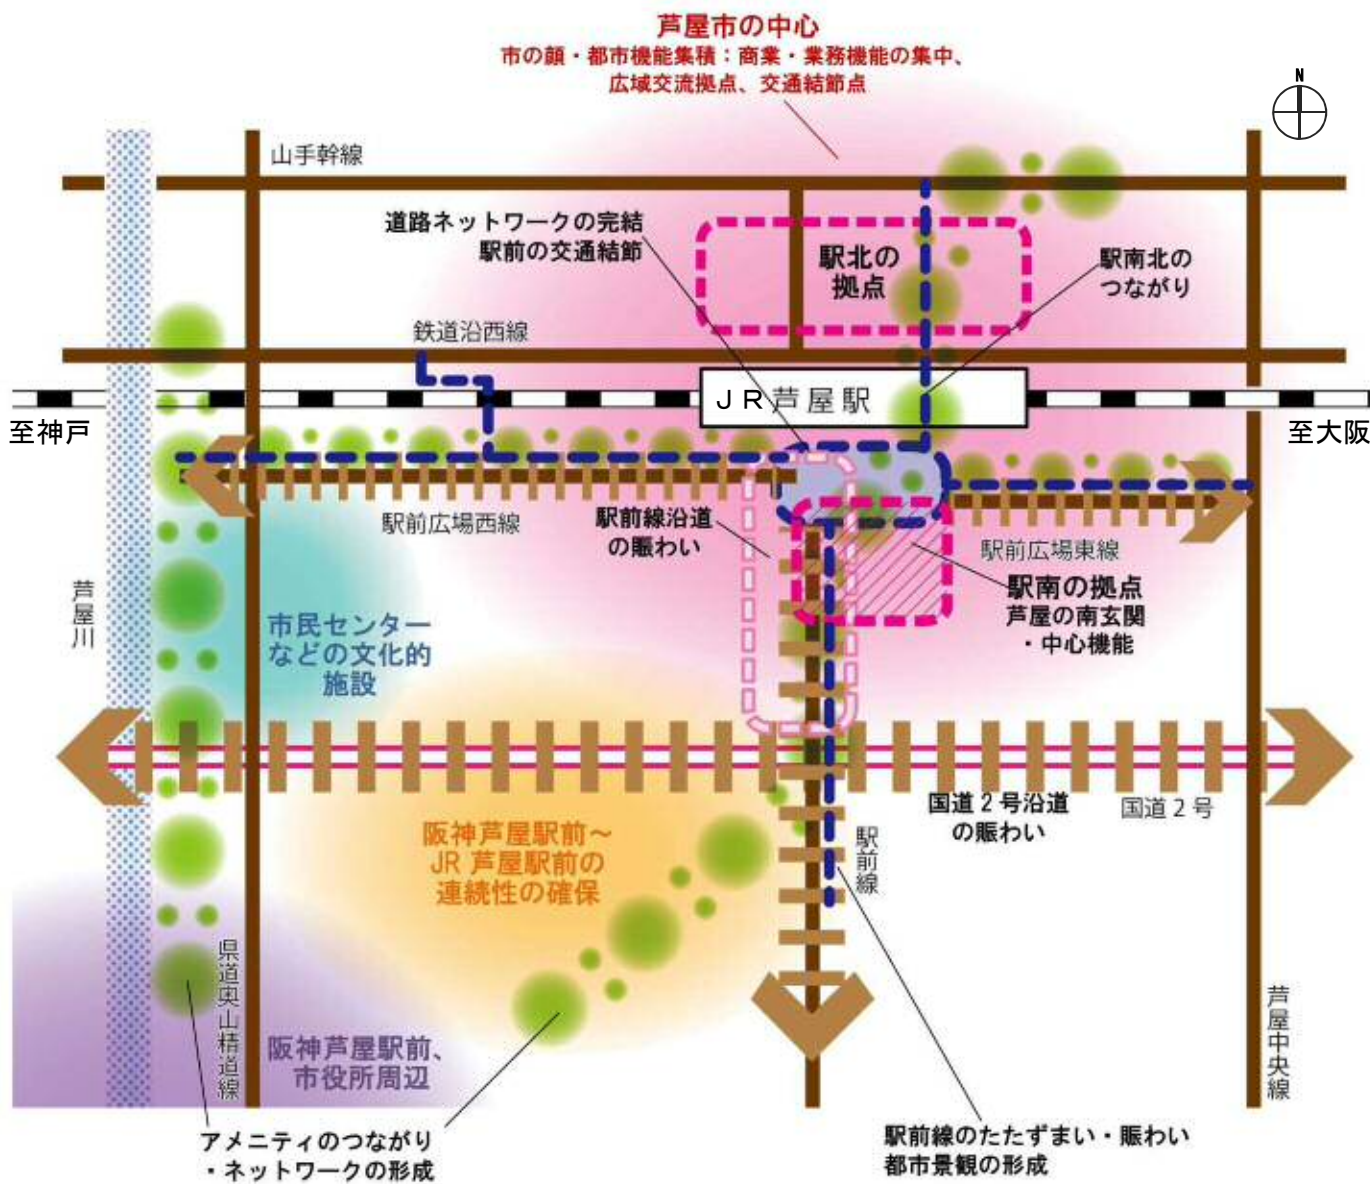 芦屋市の中心
市の顔・都市機能集積：商業・業務機能の集中、
広域交流拠点、交通結節点
N
山手幹線
道路ネットワークの完結
駅前の交通結節
駅北の
拠点
駅南北の
つながり
鉄道沿西線
ＪＲ芦屋駅
至神戸
至大阪
駅前広場西線
駅前線沿道
の賑わい
駅前広場東線
駅南の拠点
芦屋の南玄関
・中心機能
芦屋川
市民センター
などの文化的
施設
国道２号沿道
の賑わい
国道２号
阪神芦屋駅前～
JR 芦屋駅前の
連続性の確保
駅前線
県道奥山精道線
芦屋中央線
阪神芦屋駅前、
市役所周辺
アメニティのつながり
・ネットワークの形成
駅前線のたたずまい・賑わい
都市景観の形成